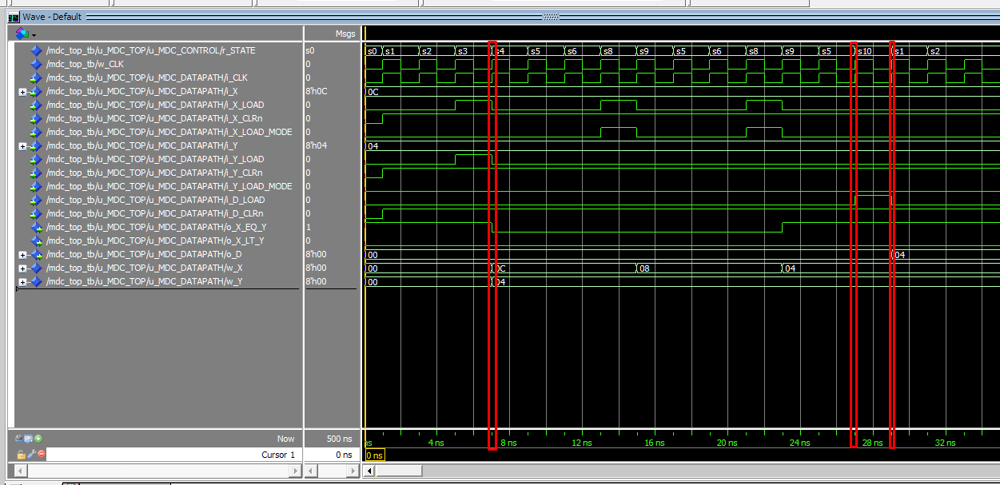 Wave - Default
Msgs
/mdc_top_tb/u_MDC_TOP/u_MDC_CONTROL/r_STATE s0 s0 s1 s2 s3 s4 s5 s6 s8 s9 s5 s6 s8 s9 s5 s10 s1 s2
/mdc_top_tb/w_CLK 0
/mdc_top_tb/u_MDC_TOP/u_MDC_DATAPATH/i_CLK 0
/mdc_top_tb/u_MDC_TOP/u_MDC_DATAPATH/i_X 8'h0C 0C
/mdc_top_tb/u_MDC_TOP/u_MDC_DATAPATH/i_X_LOAD 0
/mdc_top_tb/u_MDC_TOP/u_MDC_DATAPATH/i_X_CLRn 0
/mdc_top_tb/u_MDC_TOP/u_MDC_DATAPATH/i_X_LOAD_MODE 0
/mdc_top_tb/u_MDC_TOP/u_MDC_DATAPATH/i_Y 8'h04 04
/mdc_top_tb/u_MDC_TOP/u_MDC_DATAPATH/i_Y_LOAD 0
/mdc_top_tb/u_MDC_TOP/u_MDC_DATAPATH/i_Y_CLRn 0
/mdc_top_tb/u_MDC_TOP/u_MDC_DATAPATH/i_Y_LOAD_MODE 0
/mdc_top_tb/u_MDC_TOP/u_MDC_DATAPATH/i_D_LOAD 0
/mdc_top_tb/u_MDC_TOP/u_MDC_DATAPATH/i_D_CLRn 0
/mdc_top_tb/u_MDC_TOP/u_MDC_DATAPATH/o_X_EQ_Y 1
/mdc_top_tb/u_MDC_TOP/u_MDC_DATAPATH/o_X_LT_Y 0
/mdc_top_tb/u_MDC_TOP/u_MDC_DATAPATH/o_D 8'h00 00 04
/mdc_top_tb/u_MDC_TOP/u_MDC_DATAPATH/w_X 8'h00 00 0C 08 04
/mdc_top_tb/u_MDC_TOP/u_MDC_DATAPATH/w_Y 8'h00 00 04
Now 500 ns ns 4 ns 8 ns 12 ns 16 ns 20 ns 24 ns 28 ns 32 ns
Cursor 1 0 ns 0 ns